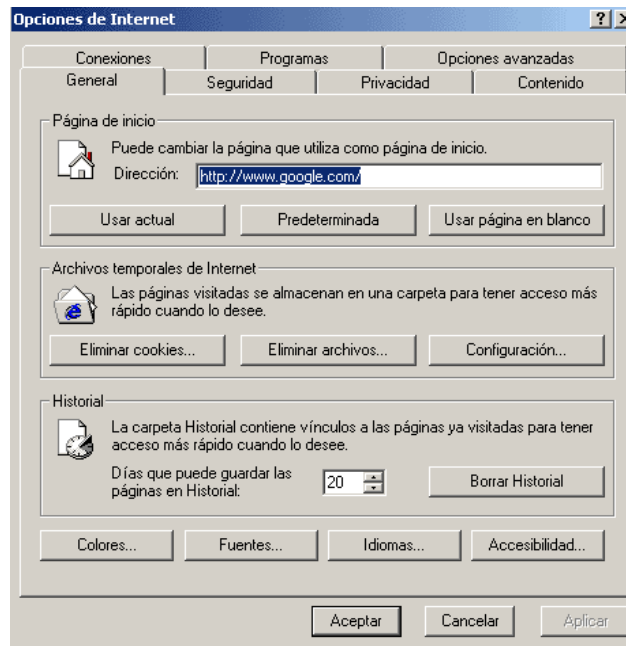 Opciones de Internet
Conexiones Programas Opciones avanzadas
General Seguridad Privacidad Contenido
Página de inicio
Puede cambiar la página que utiliza como página de inicio.
Dirección: http://www.google.com/
Usar actual Predeterminada Usar página en blanco
Archivos temporales de Internet
Las páginas visitadas se almacenan en una carpeta para tener acceso más
rápido cuando lo desee.
Eliminar cookies... Eliminar archivos... Configuración...
Historial
La carpeta Historial contiene vínculos a las páginas ya visitadas para tener
acceso más rápido cuando lo desee.
Días que puede guardar las
páginas en Historial: 20 Borrar Historial
Colores... Fuentes... Idiomas... Accesibilidad...
Aceptar Cancelar Aplicar